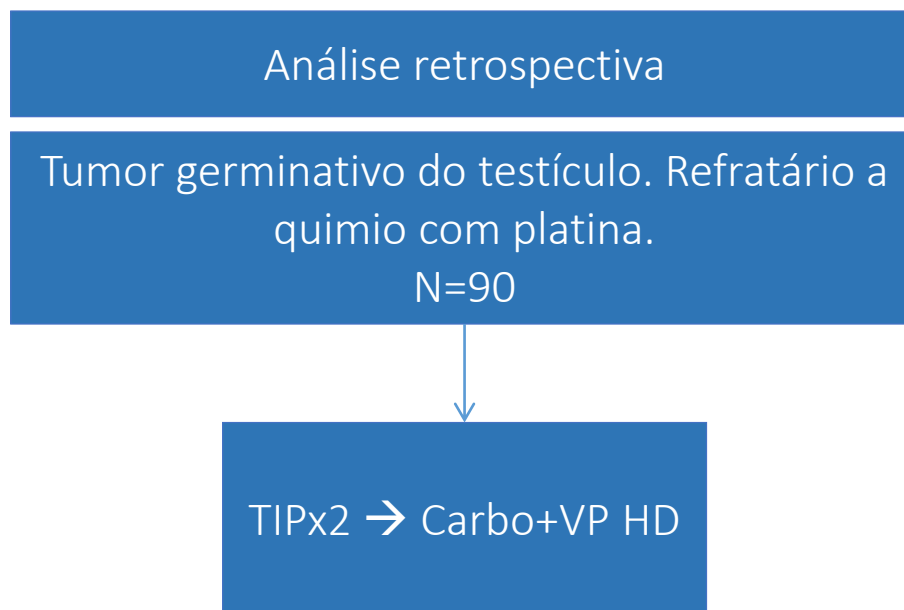 Análise retrospectiva
Tumor germinativo do testículo. Refratário a
quimio com platina.
N=90
TIPx2 → Carbo+VP HD